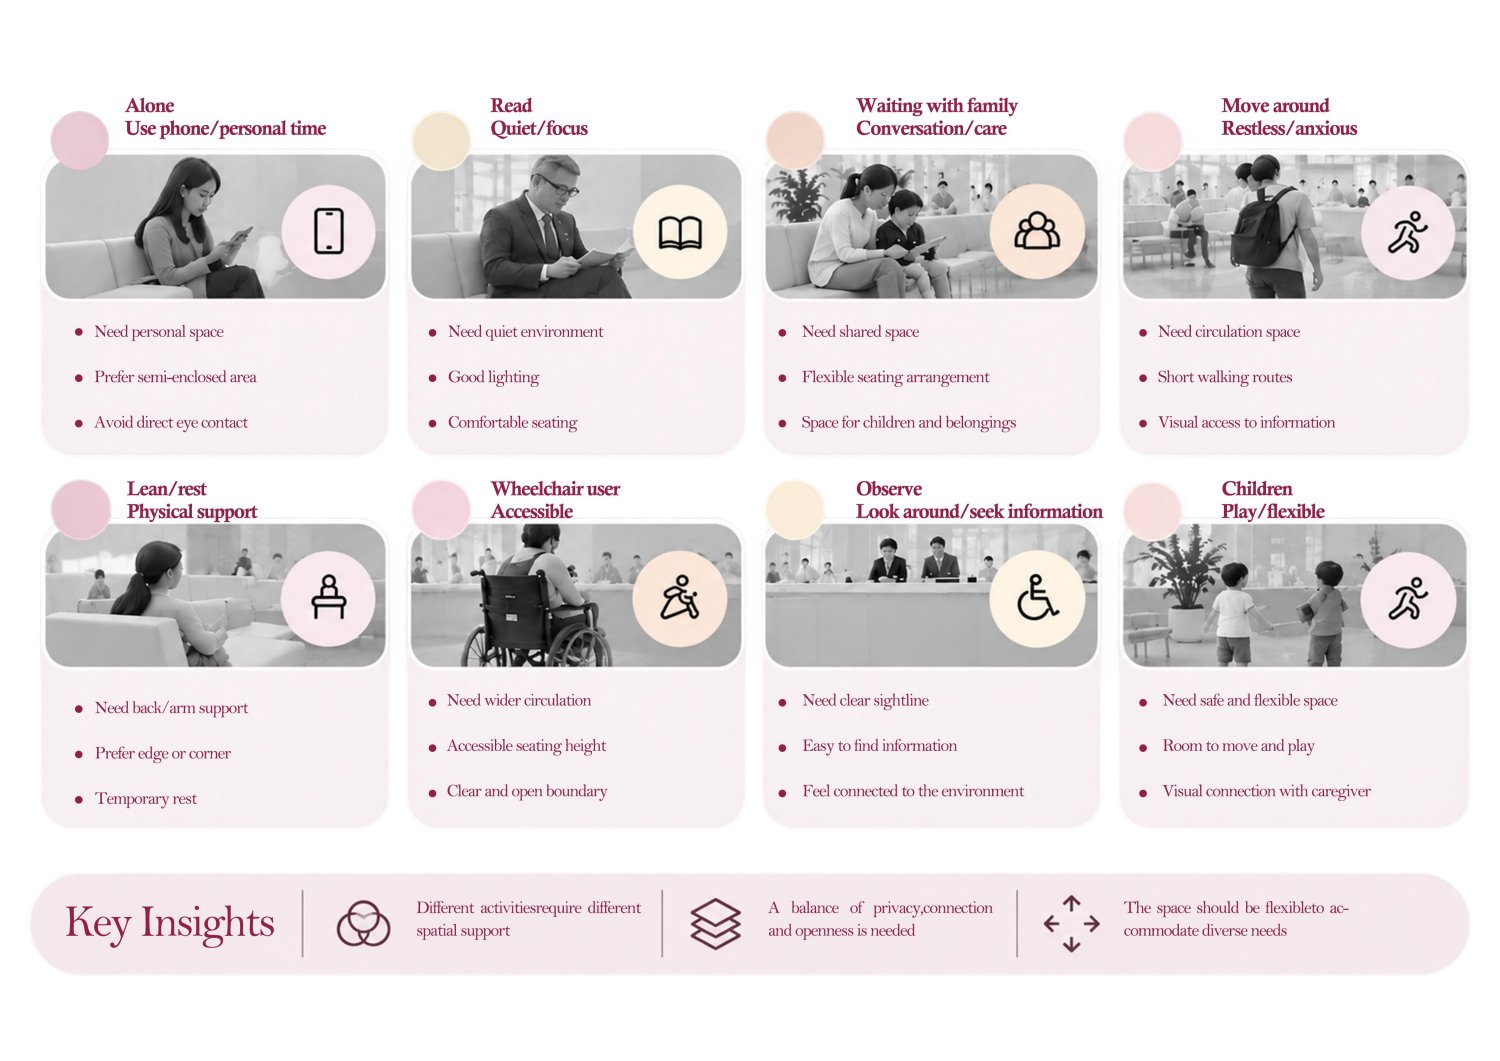 Alone
Use phone/personal time
Need personal space
Prefer semi-enclosed area
Avoid direct eye contact
Read
Quiet/focus
Need quiet environment
Good lighting
Comfortable seating
Waiting with family
Conversation/care
Need shared space
Flexible seating arrangement
Space for children and belongings
Move around
Restless/anxious
Need circulation space
Short walking routes
Visual access to information
Lean/rest
Physical support
Need back/arm support
Prefer edge or corner
Temporary rest
Wheelchair user
Accessible
Need wider circulation
Accessible seating height
Clear and open boundary
Observe
Look around/seek information
Need clear sightline
Easy to find information
Feel connected to the environment
Children
Play/flexible
Need safe and flexible space
Room to move and play
Visual connection with caregiver
Key Insights
Different activitiesrequire different
spatial support
A balance of privacy,connection
and openness is needed
The space should be flexibleto ac-
commodate diverse needs